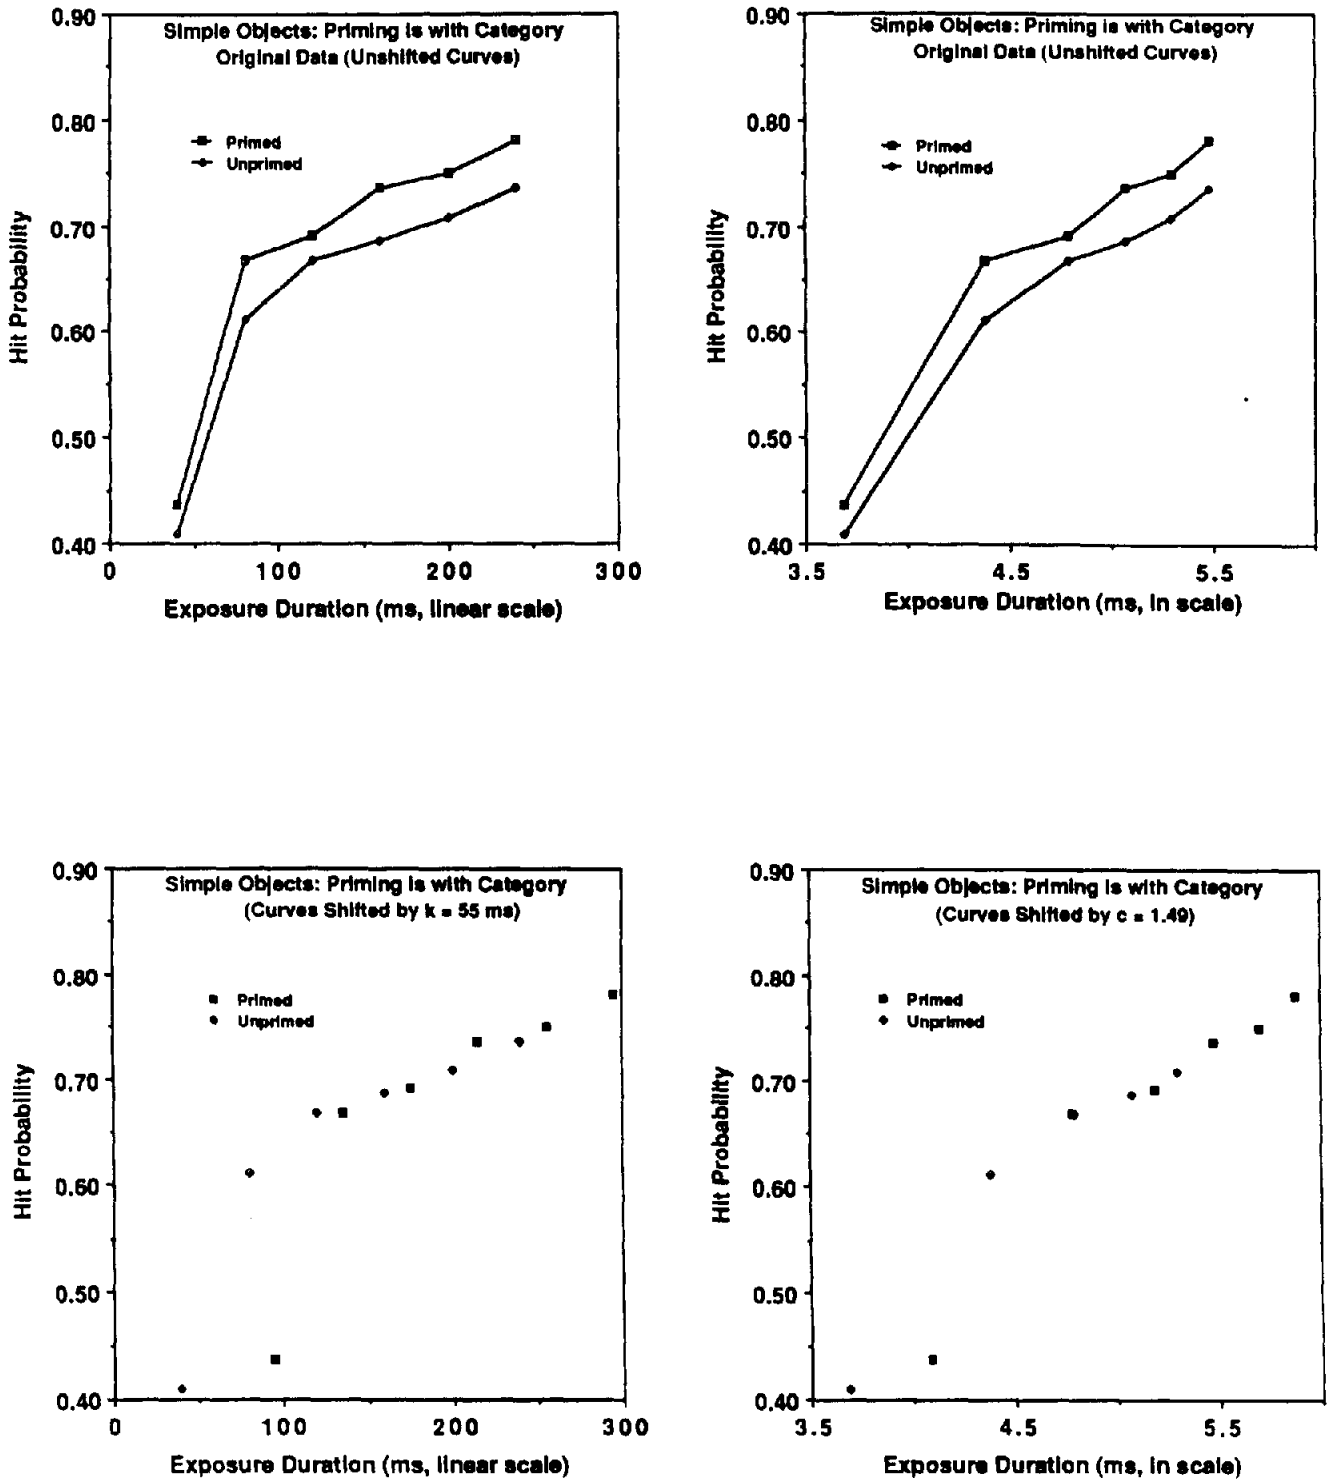 Simple Objects: Priming is with Category
Original Data (Unshifted Curves)
Primed
Unprimed
0.90
0.80
0.70
0.60
0.50
0.40
Hit Probability
0
100
200
300
Exposure Duration (ms, linear scale)
Simple Objects: Priming is with Category
Original Data (Unshifted Curves)
Primed
Unprimed
0.90
0.80
0.70
0.60
0.50
0.40
Hit Probability
3.5
4.5
5.5
Exposure Duration (ms, ln scale)
Simple Objects: Priming is with Category
(Curves Shifted by k = 55 ms)
Primed
Unprimed
0.90
0.80
0.70
0.60
0.50
0.40
Hit Probability
0
100
200
300
Exposure Duration (ms, linear scale)
Simple Objects: Priming is with Category
(Curves Shifted by c = 1.49)
Primed
Unprimed
0.90
0.80
0.70
0.60
0.50
0.40
Hit Probability
3.5
4.5
5.5
Exposure Duration (ms, ln scale)